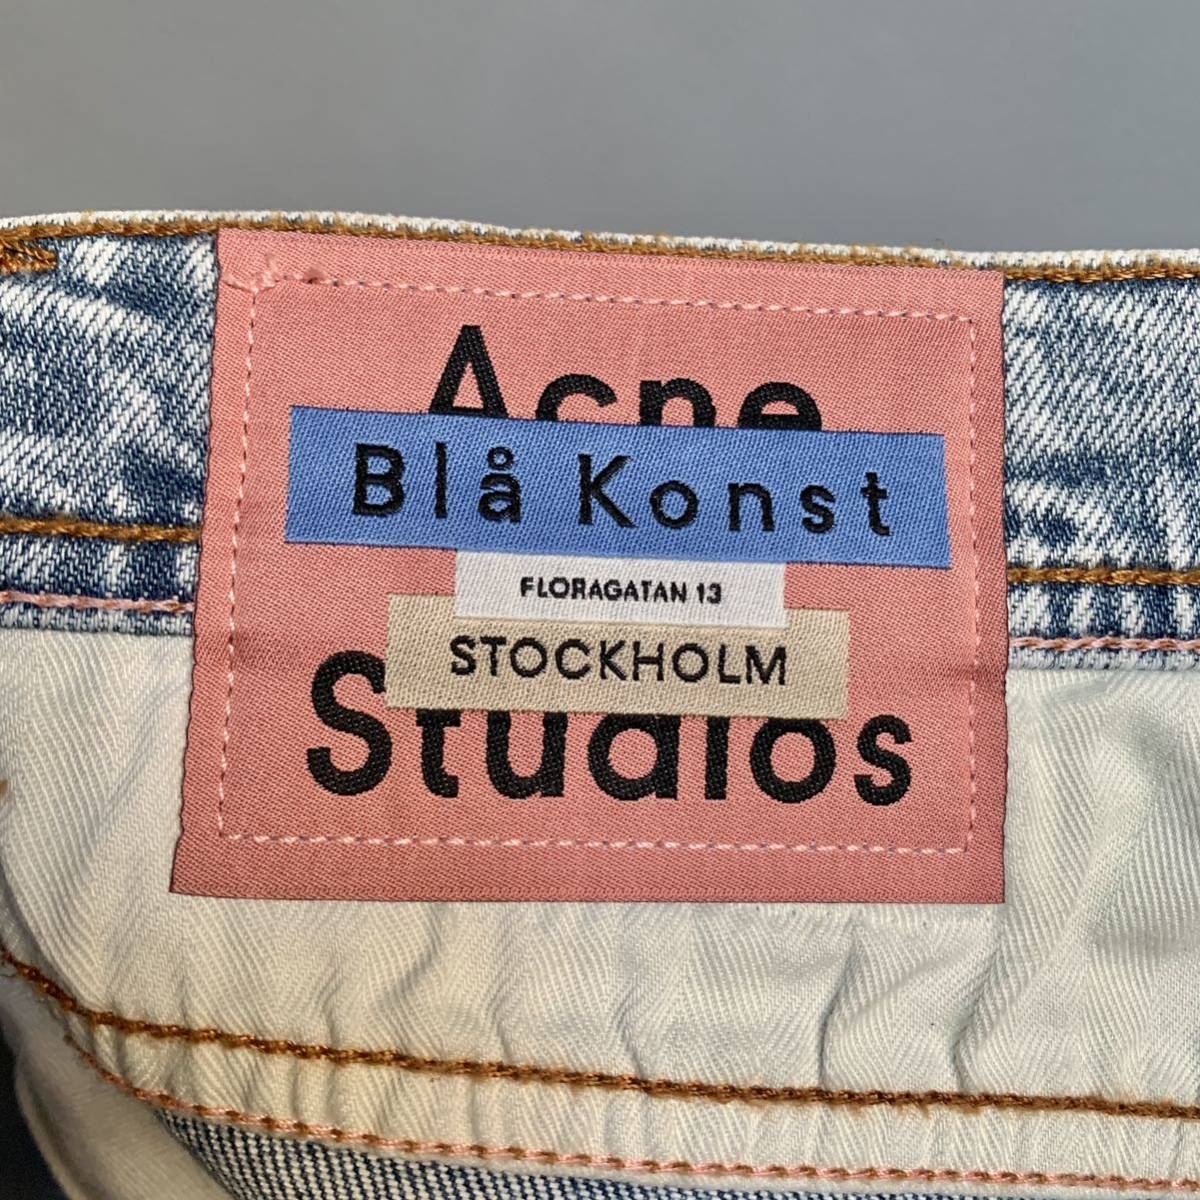 Acne
Blå Konst
FLORAGATAN 13
STOCKHOLM
Studios